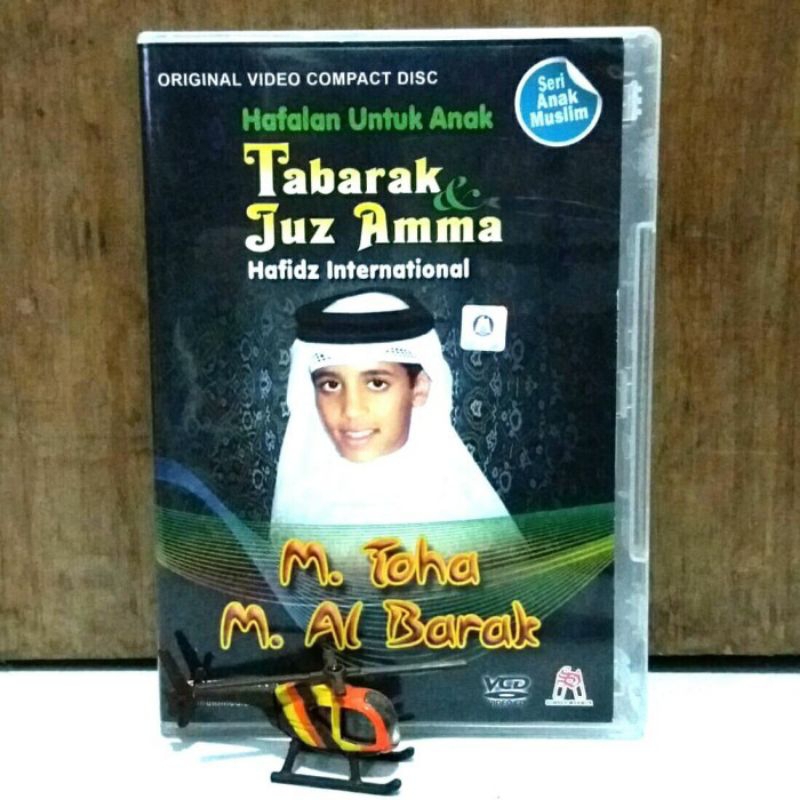 ORIGINAL VIDEO COMPACT DISC
Seri
Anak
Muslim
Hafalan Untuk Anak
Tabarak &
Juz Amma
Hafidz International
M. Toha
M. Al Barak
VCD